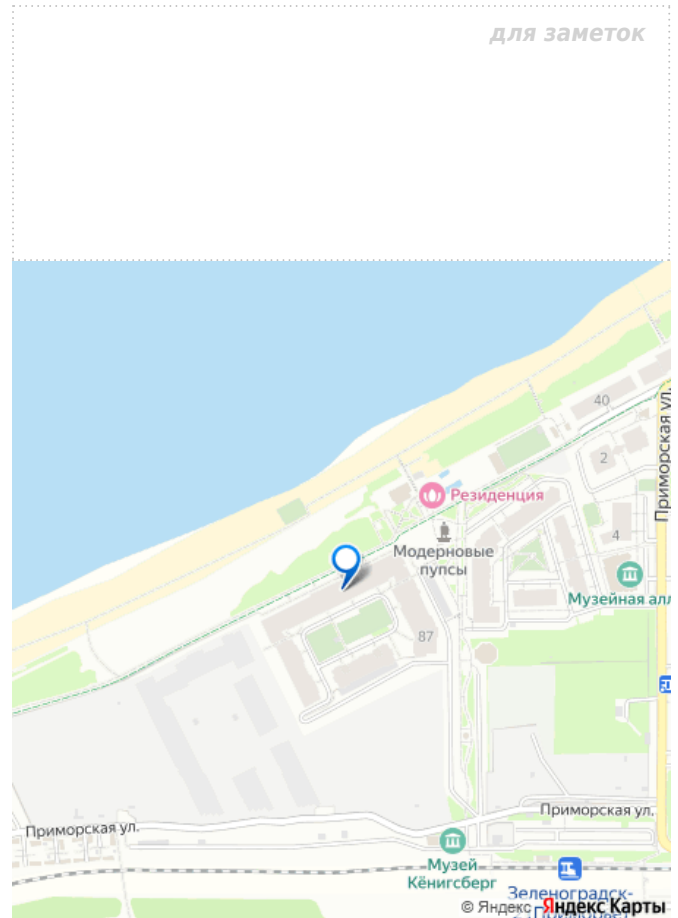 для заметок
40
Приморская ул.
2
Резиденция
4
Модерновые
пупсы
Музейная алл
87
Приморская ул.
Приморская ул.
Музей
Кёнигсберг
Зеленоградск-
© Яндекс Яндекс Карты